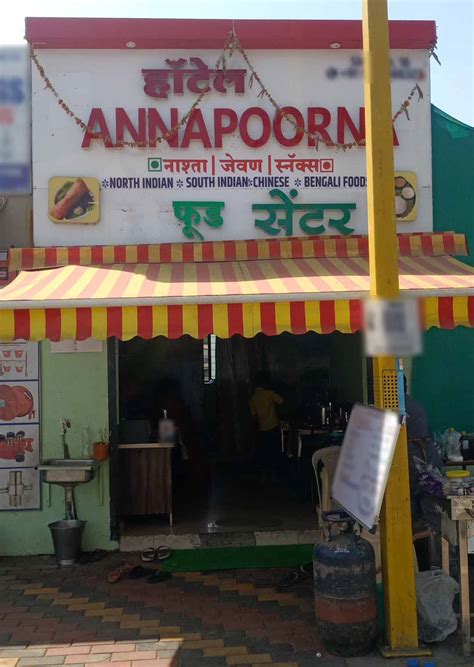 हॉटेल
ANNAPOORNA
नाश्ता | जेवण | स्नॅक्स
*NORTH INDIAN * SOUTH INDIAN * CHINESE * BENGALI FOOD
फूड सेंटर